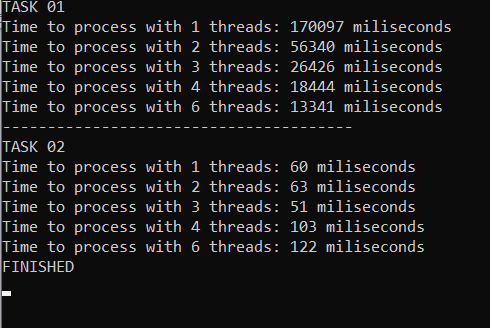 TASK 01
Time to process with 1 threads: 170097 miliseconds
Time to process with 2 threads: 56340 miliseconds
Time to process with 3 threads: 26426 miliseconds
Time to process with 4 threads: 18444 miliseconds
Time to process with 6 threads: 13341 miliseconds
---------------------------------------
TASK 02
Time to process with 1 threads: 60 miliseconds
Time to process with 2 threads: 63 miliseconds
Time to process with 3 threads: 51 miliseconds
Time to process with 4 threads: 103 miliseconds
Time to process with 6 threads: 122 miliseconds
FINISHED